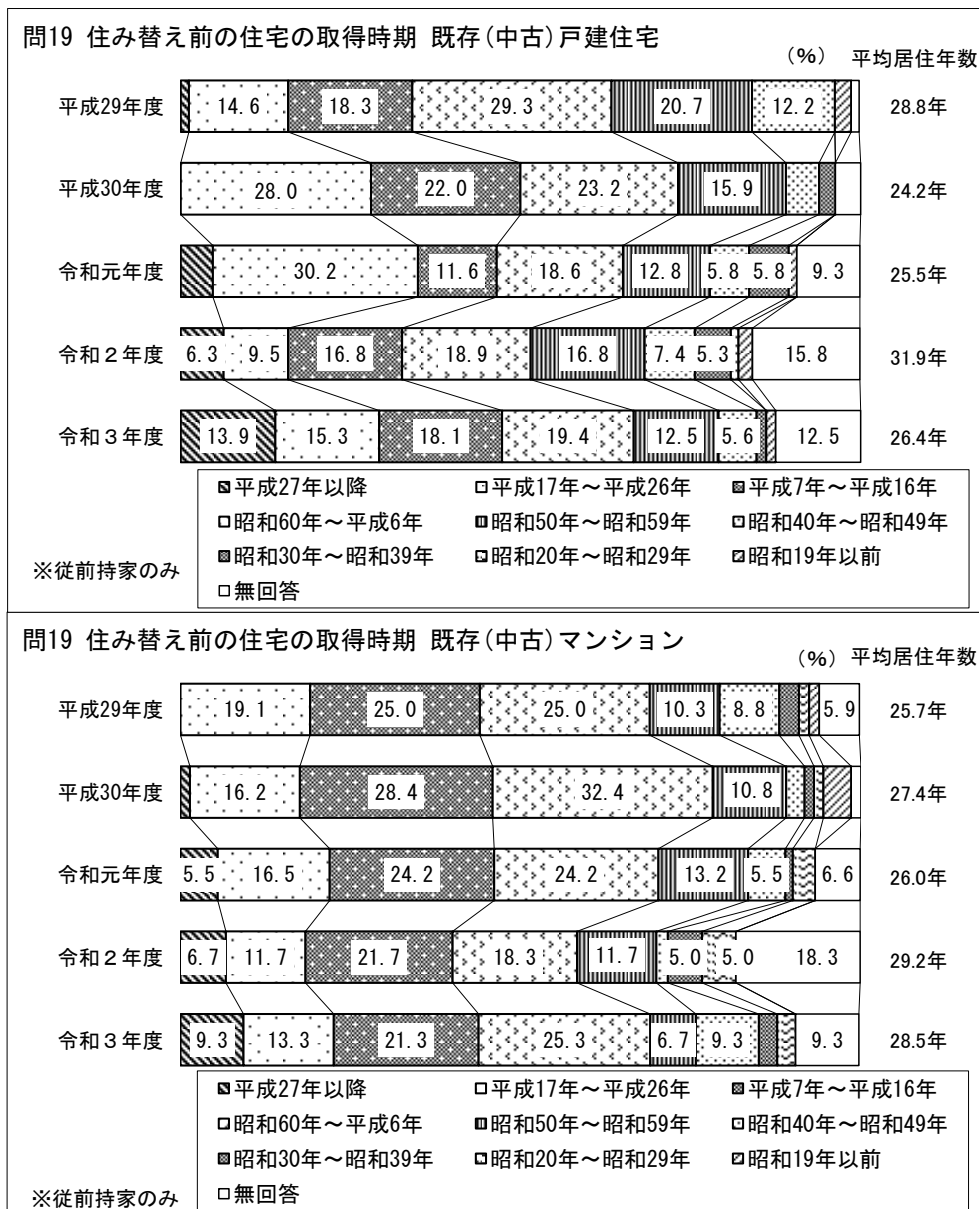 問19 住み替え前の住宅の取得時期 既存(中古)戸建住宅
(%) 平均居住年数
平成29年度 14.6 18.3 29.3 20.7 12.2 28.8年
平成30年度 28.0 22.0 23.2 15.9 24.2年
令和元年度 30.2 11.6 18.6 12.8 5.8 5.8 9.3 25.5年
令和2年度 6.3 9.5 16.8 18.9 16.8 7.4 5.3 15.8 31.9年
令和3年度 13.9 15.3 18.1 19.4 12.5 5.6 12.5 26.4年
平成27年以降 平成17年~平成26年 平成7年~平成16年
昭和60年~平成6年 昭和50年~昭和59年 昭和40年~昭和49年
昭和30年~昭和39年 昭和20年~昭和29年 昭和19年以前
※従前持家のみ
無回答
問19 住み替え前の住宅の取得時期 既存(中古)マンション
(%) 平均居住年数
平成29年度 19.1 25.0 25.0 10.3 8.8 5.9 25.7年
平成30年度 16.2 28.4 32.4 10.8 27.4年
令和元年度 5.5 16.5 24.2 24.2 13.2 5.5 6.6 26.0年
令和2年度 6.7 11.7 21.7 18.3 11.7 5.0 5.0 18.3 29.2年
令和3年度 9.3 13.3 21.3 25.3 6.7 9.3 9.3 28.5年
平成27年以降 平成17年~平成26年 平成7年~平成16年
昭和60年~平成6年 昭和50年~昭和59年 昭和40年~昭和49年
昭和30年~昭和39年 昭和20年~昭和29年 昭和19年以前
※従前持家のみ
無回答